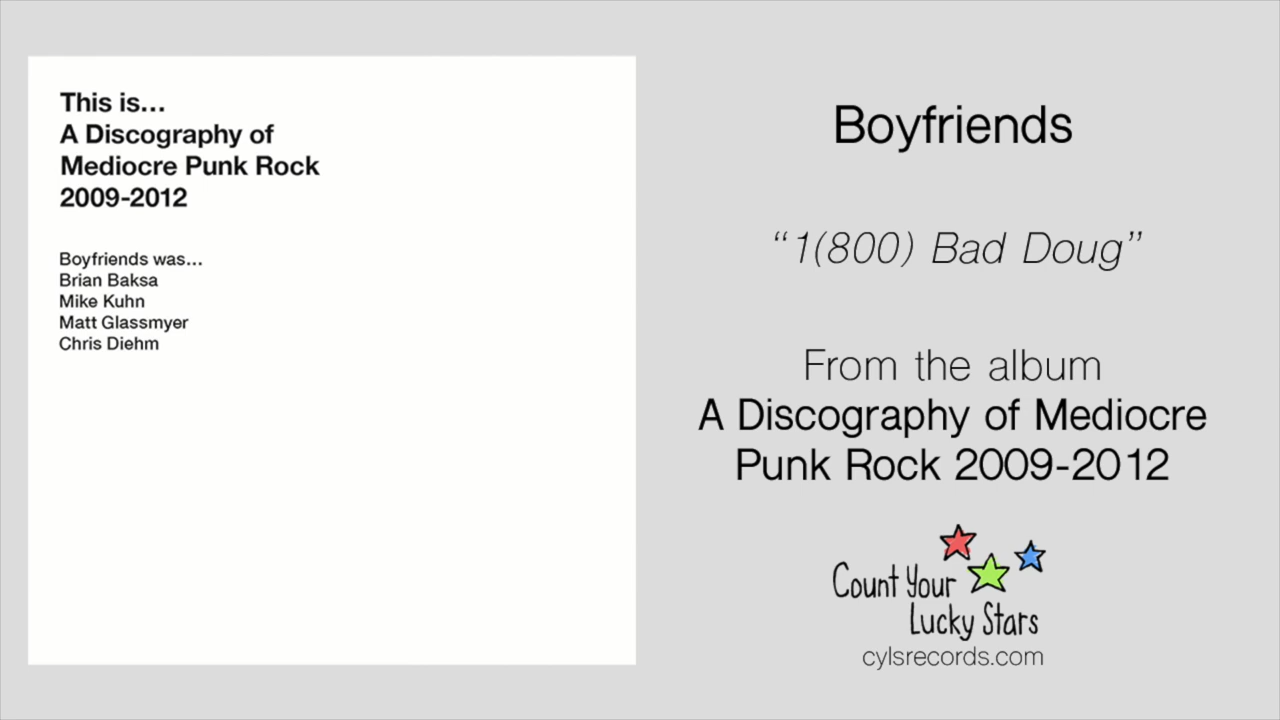 This is...
A Discography of
Mediocre Punk Rock
2009-2012
Boyfriends was...
Brian Baksa
Mike Kuhn
Matt Glassmyer
Chris Diehm
Boyfriends
“1(800) Bad Doug”
From the album
A Discography of Mediocre
Punk Rock 2009-2012
Count Your
Lucky Stars
cylsrecords.com